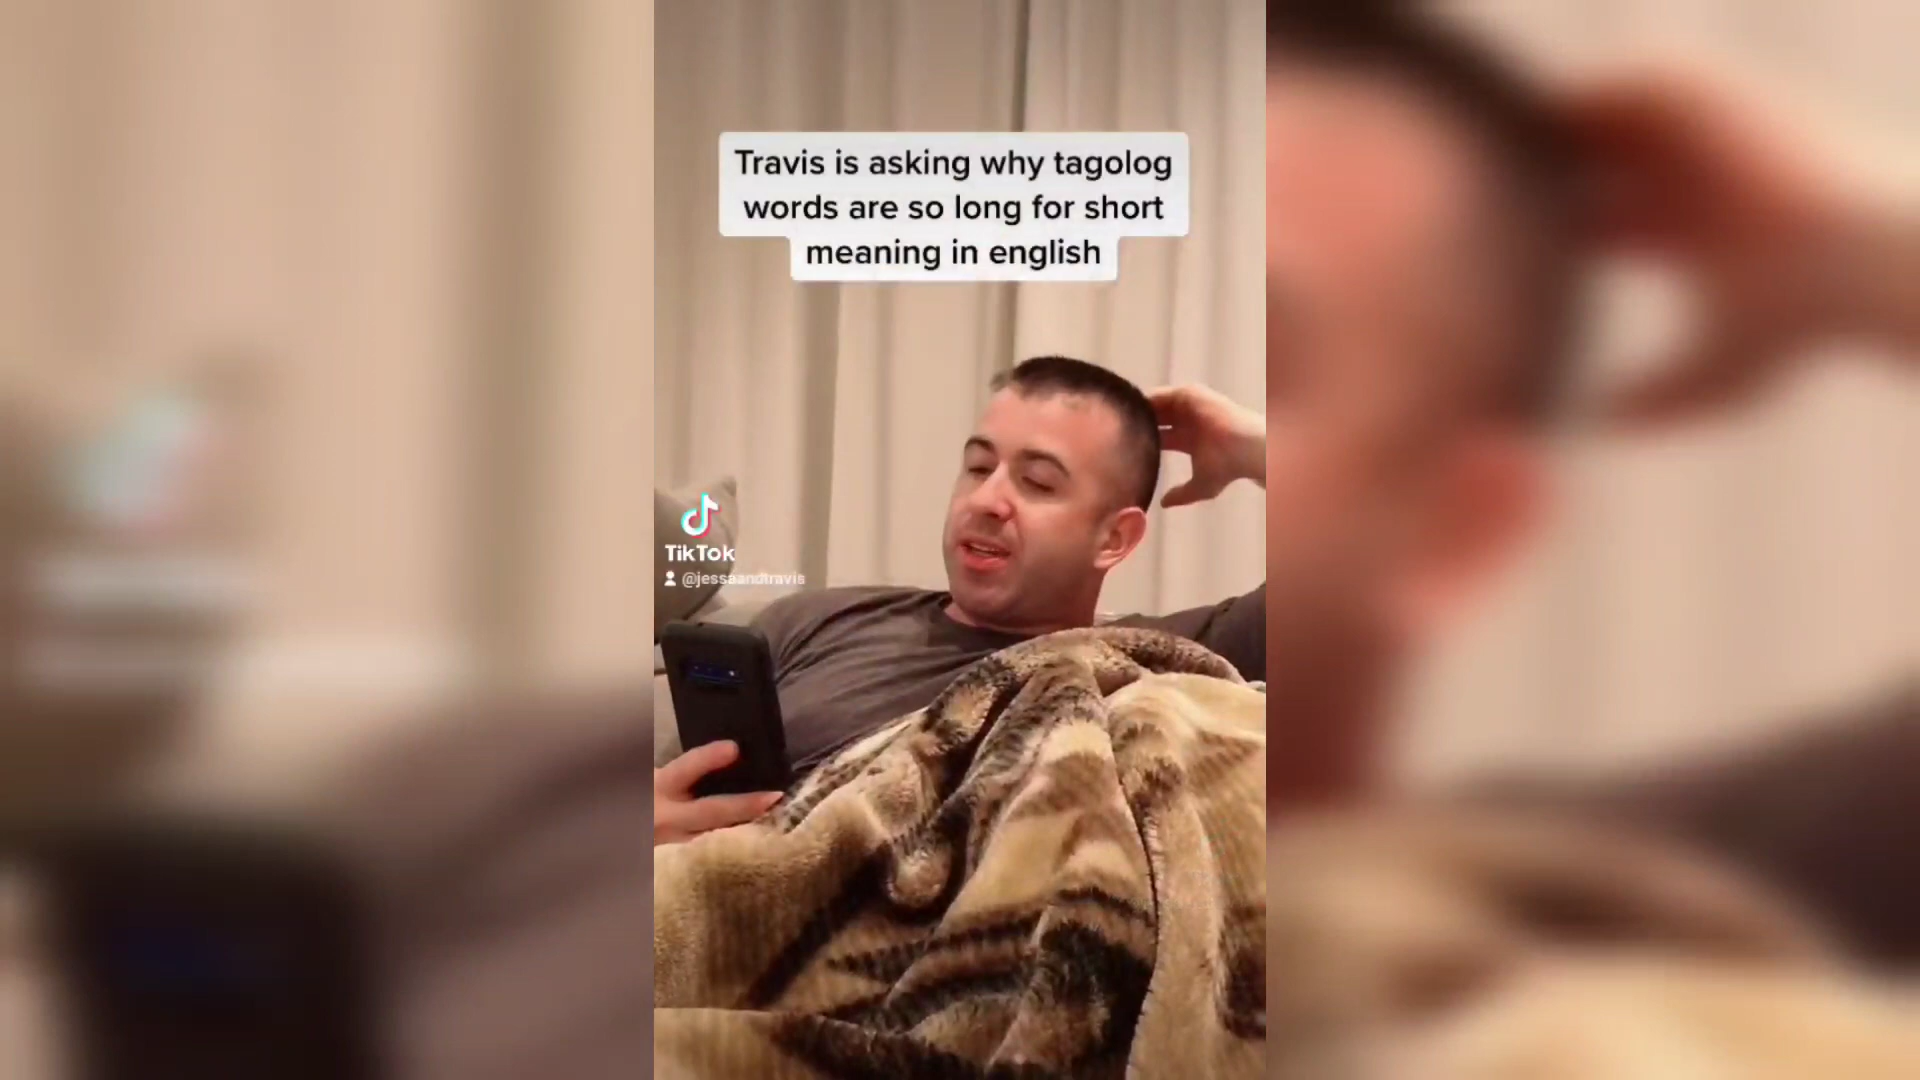 Travis is asking why tagolog
words are so long for short
meaning in english
TikTok
@jessaandtravis